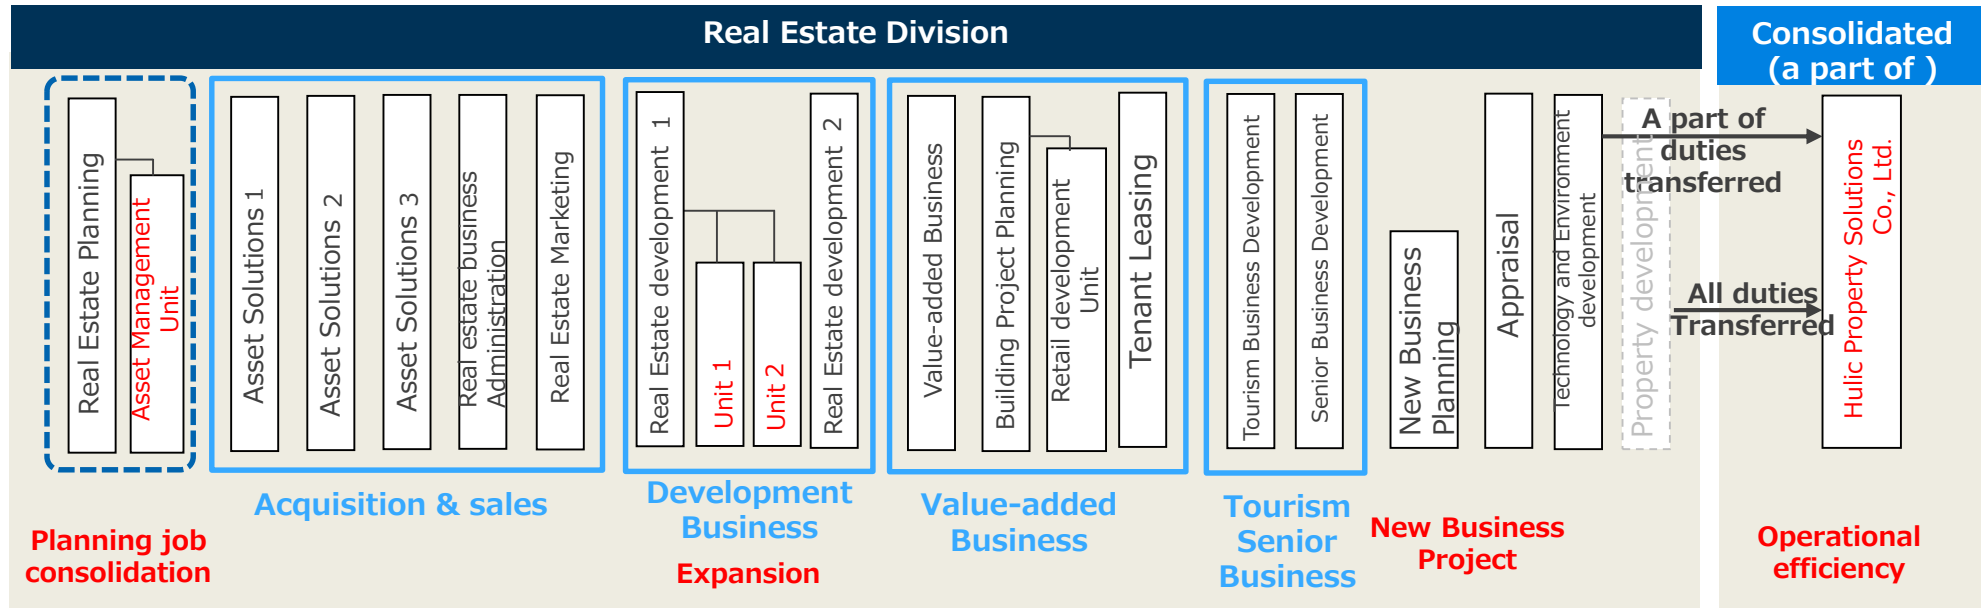 Real Estate Division
Consolidated
(a part of )
Real Estate Planning
Asset Management
Unit
Asset Solutions 1
Asset Solutions 2
Asset Solutions 3
Real estate business
Administration
Real Estate Marketing
Real Estate development 1
Unit 1
Unit 2
Real Estate development 2
Value-added Business
Building Project Planning
Retail development
Unit
Tenant Leasing
Tourism Business Development
Senior Business Development
New Business
Planning
Appraisal
Technology and Environment
development
Property development
A part of
duties
transferred
All duties
Transferred
Hulic Property Solutions
Co., Ltd.
Planning job
consolidation
Acquisition & sales
Development
Business
Expansion
Value-added
Business
Tourism
Senior
Business
New Business
Project
Operational
efficiency